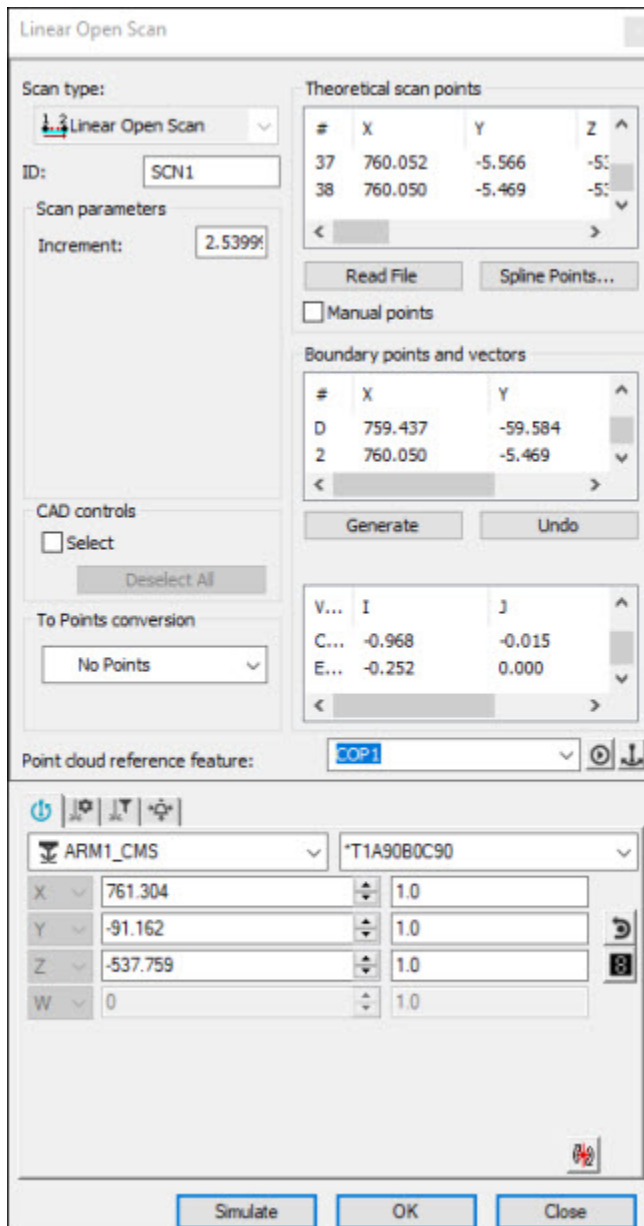 Linear Open Scan
Scan type:
Linear Open Scan
ID: SCN1
Scan parameters
Increment: 2.5399
CAD controls
Select
Deselect All
To Points conversion
No Points
Theoretical scan points
# X Y Z
37 760.052 -5.566
38 760.050 -5.469
Read File Spline Points...
Manual points
Boundary points and vectors
# X Y
D 759.437 -59.584
2 760.050 -5.469
Generate Undo
V... I J
C... -0.968 -0.015
E... -0.252 0.000
Point cloud reference feature: COP1
ARM1_CMS *T1A90B0C90
X 761.304 1.0
Y -91.162 1.0
Z -537.759 1.0
W 0 1.0
Simulate OK Close